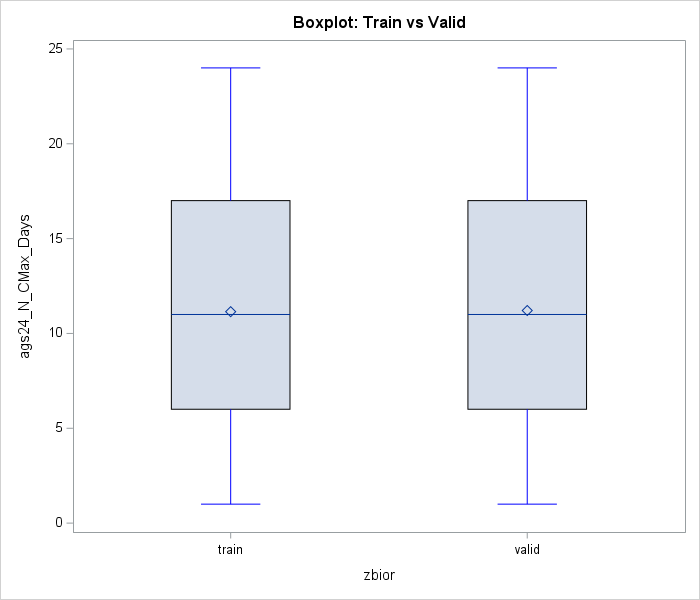 Boxplot: Train vs Valid
25
20
15
10
5
0
ags24_N_CMax_Days
train
valid
zbior